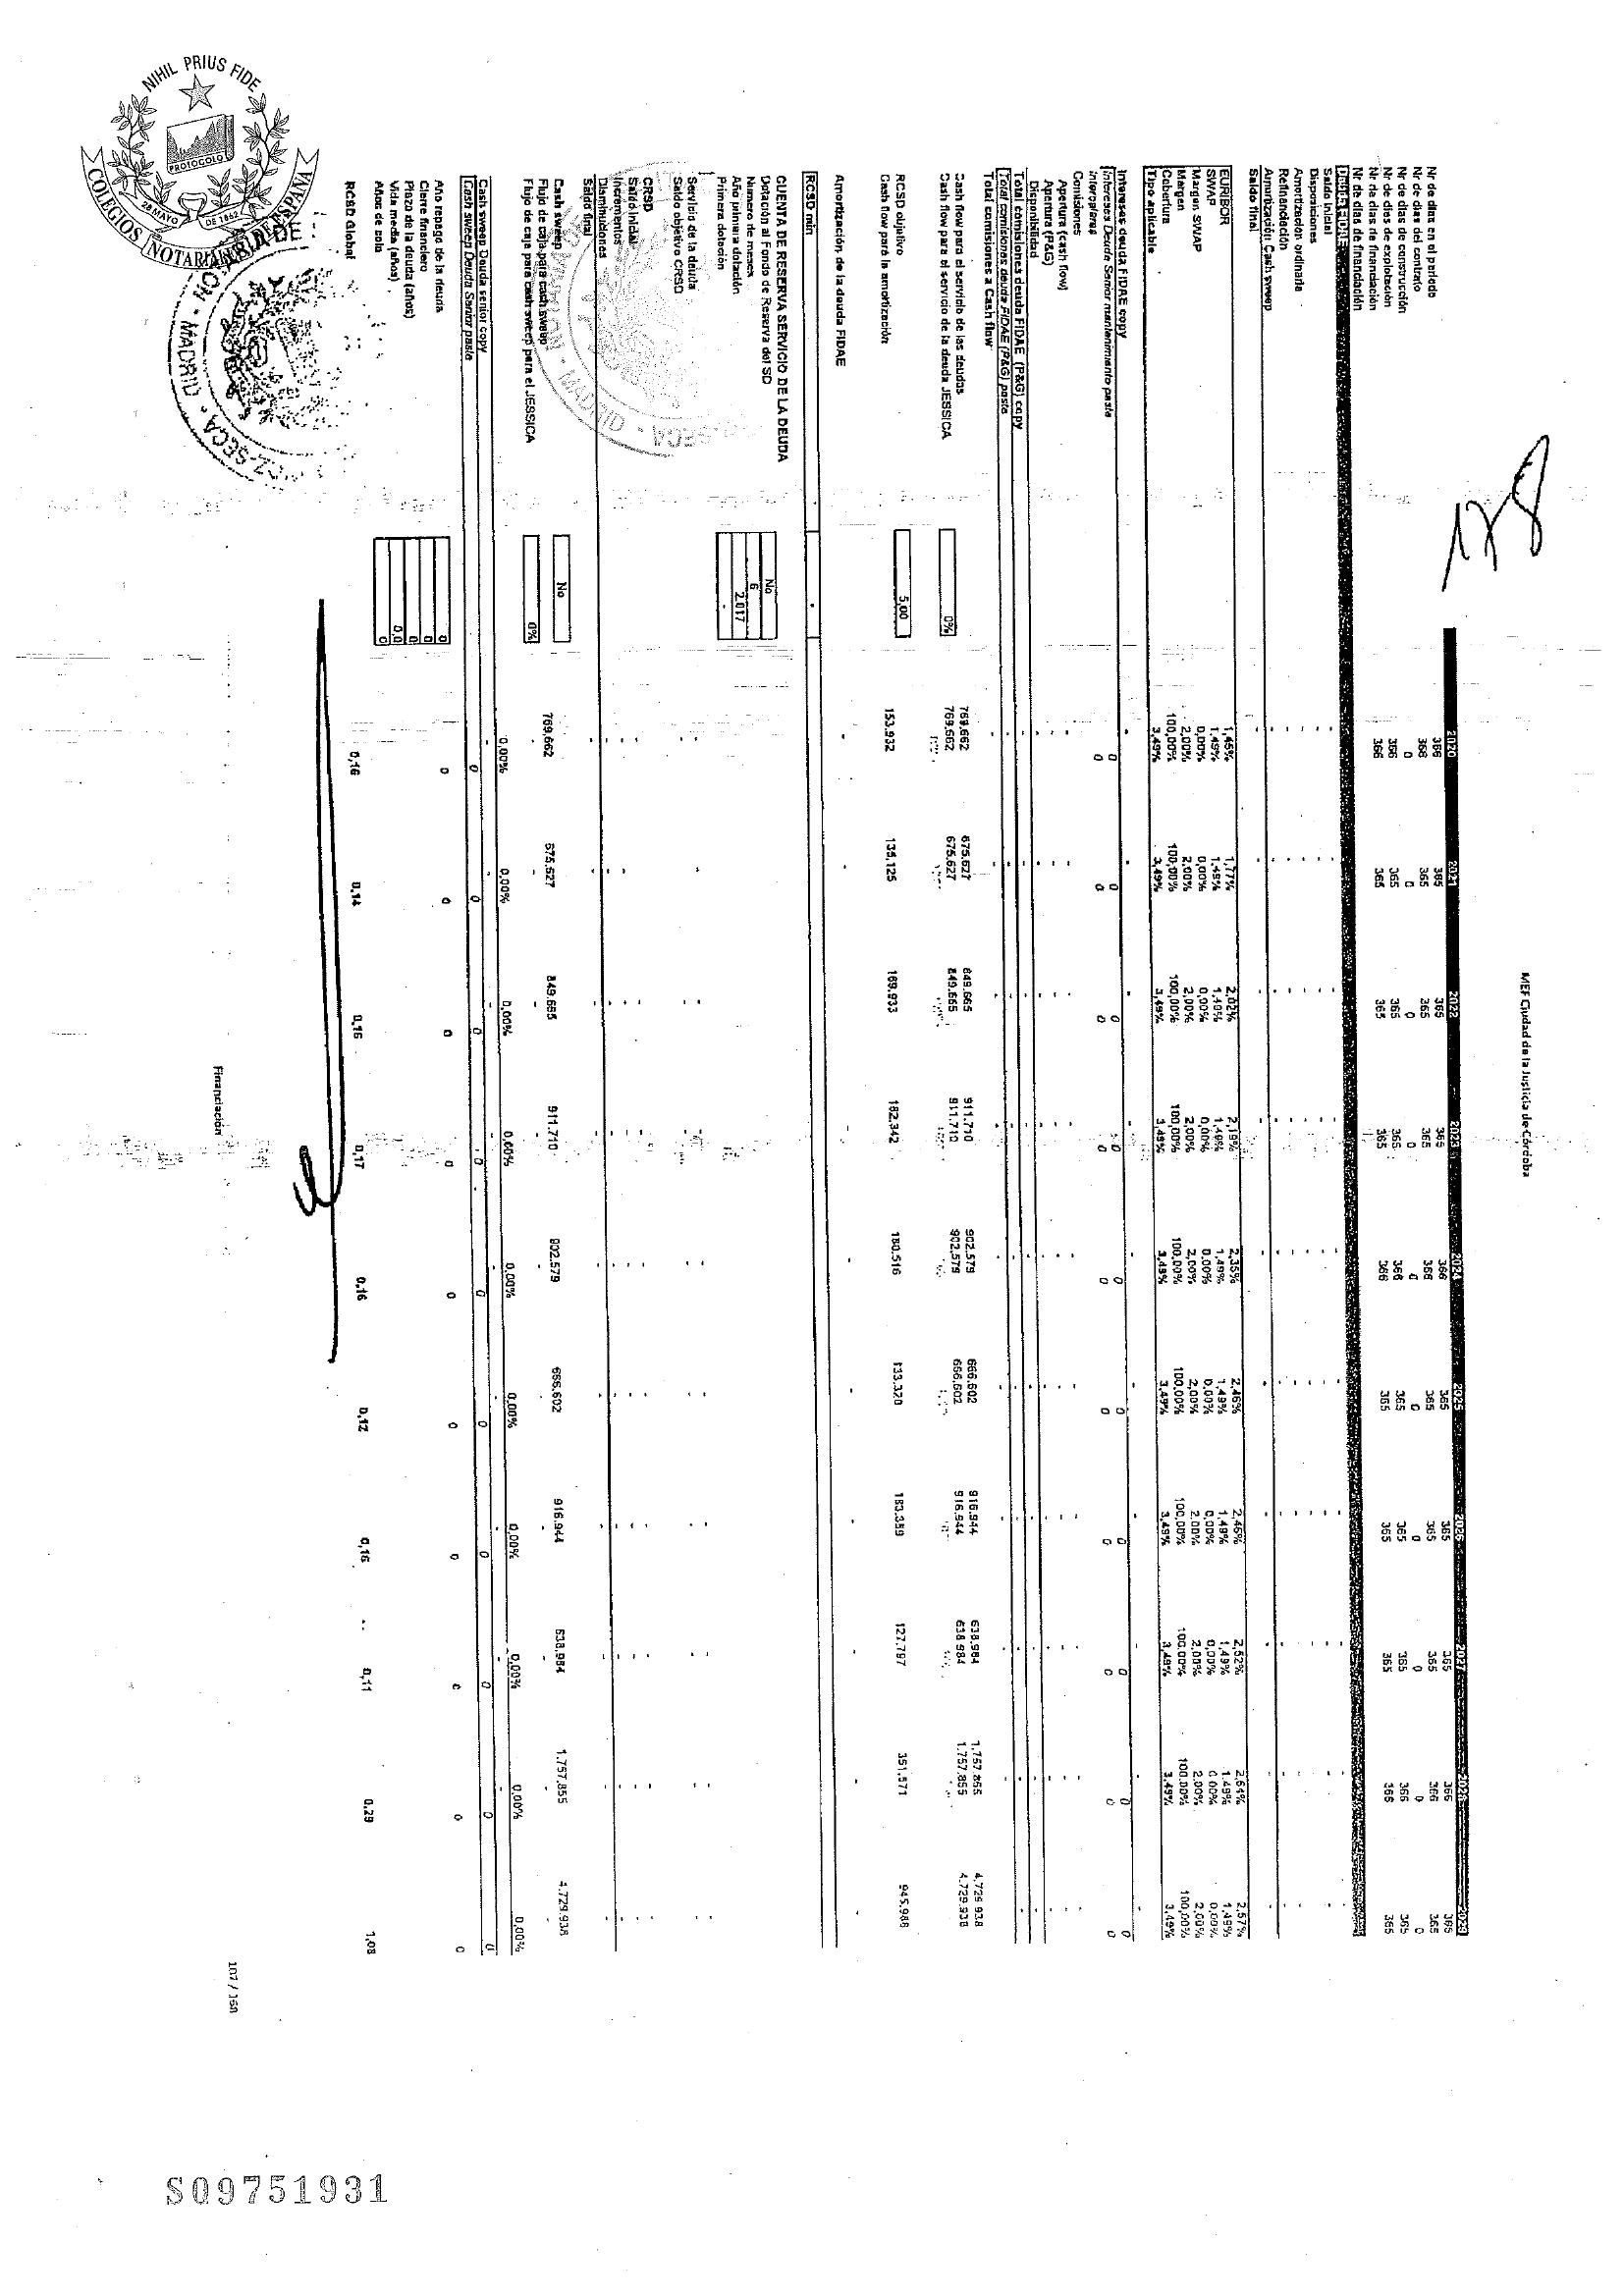 178
MEF Ciudad de la Justicia de Córdoba
2020 2021 2022 2023 2024 2025 2026 2027 2028 2029
Nr de días en el periodo 366 365 365 365 366 365 365 365 366 365
Nr de días del contrato 366 365 365 365 366 365 365 365 366 365
Nr de días de construcción 0 0 0 0 0 0 0 0 0 0
Nr de días de explotación 366 365 365 365 366 365 365 365 366 365
Nr de días de financiación 366 365 365 365 366 365 365 365 366 365
Nr de días de financiación
Saldo inicial
Disposiciones
Amortización ordinaria
Refinandación
Amortización Cash sweep
Saldo final
EURIBOR 1,45% 1,77% 2,02% 2,19% 2,35% 2,46% 2,46% 2,52% 2,64% 2,57%
SWAP 1,49% 1,49% 1,49% 1,49% 1,49% 1,49% 1,49% 1,49% 1,49% 1,49%
Margen SWAP 0,00% 0,00% 0,00% 0,00% 0,00% 0,00% 0,00% 0,00% 0,00% 0,00%
Margen 2,00% 2,00% 2,00% 2,00% 2,00% 2,00% 2,00% 2,00% 2,00% 2,00%
Cobertura 100,00% 100,00% 100,00% 100,00% 100,00% 100,00% 100,00% 100,00% 100,00% 100,00%
Tipo aplicable 3,49% 3,49% 3,49% 3,49% 3,49% 3,49% 3,49% 3,49% 3,49% 3,49%
Intereses deuda FIDAE copy 0 0 0 0 0 0 0 0 0 0
Intereses Deuda Senior mantenimiento pasta 0 0 0 0 0 0 0 0 0 0
Intereses
Comisiones
Apertura (cash flow)
Apertura (P&G)
Disponibilidad
Total comisiones deuda FIDAE (P&G) copy
Total comisiones deuda FIDAE (P&G) pasta
Total comisiones a Cash flow
Cash flow para el servicio de las deudas 769.662 675.627 849.665 911.710 902.579 666.602 916.944 638.984 1.757.855 4.729.938
Cash flow para el servicio de la deuda JESSICA 0% 769.662 675.627 849.665 911.710 902.579 666.602 916.944 638.984 1.757.855 4.729.938
RCSD objetivo 5,00
Cash flow para la amortización 153.932 135.125 169.933 182.342 180.516 133.320 183.389 127.797 351.571 945.988
Amortización de la deuda FIDAE
RCSD min
CUENTA DE RESERVA SERVICIO DE LA DEUDA
Dotación al Fondo de Reserva del SD No
Numero de meses 6
Año primera dotación 2.017
Primera dotación -
Servicio de la deuda
Saldo objetivo CRSD
CRSD
Saldo inicial
Incrementos
Disminuciones
Saldo final
Cash sweep No
Flujo de caja para cash sweep 769.662 675.627 849.665 911.710 902.579 666.602 916.944 638.984 1.757.855 4.729.938
Flujo de caja para cash sweep para el JESSICA 0%
0,00% 0,00% 0,00% 0,00% 0,00% 0,00% 0,00% 0,00% 0,00% 0,00%
Cash sweep Deuda senior copy
Cash sweep Deuda Senior pasta 0 0 0 0 0 0 0 0 0 0
Año repago de la deuda 0 0 0 0 0 0 0 0 0 0 0
Cierre financiero 0
Plazo de la deuda (años) 0
Vida media (años) 0,0
Años de cola 0
RCSD Global 0,16 0,14 0,16 0,17 0,16 0,12 0,16 0,11 0,29 1,08
Financiación
107 / 168
NIHIL PRIUS FIDE
PROTOCOLO
28 MAYO DE 1862
COLEGIOS NOTARIALES DE ESPAÑA
MADRID
S09751931